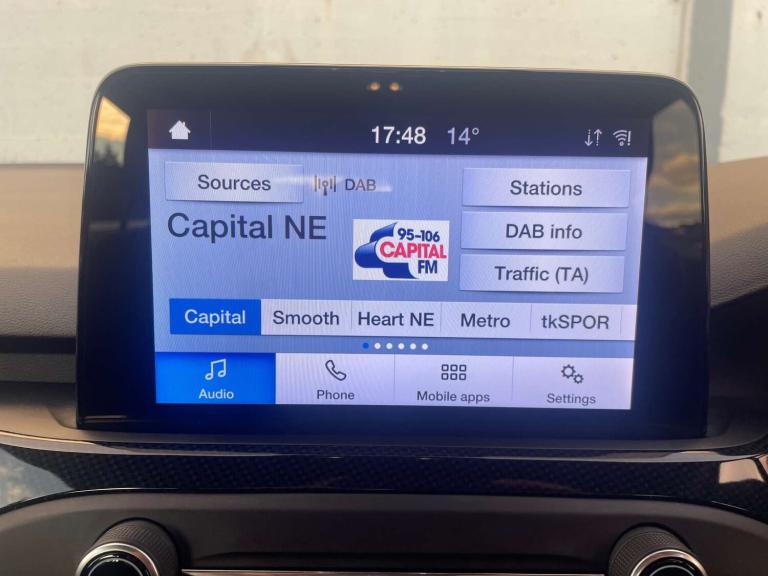 17:48 14°
Sources DAB Stations
Capital NE
95-106
CAPITAL
FM
DAB info
Traffic (TA)
Capital Smooth Heart NE Metro tkSPOR
Audio Phone Mobile apps Settings